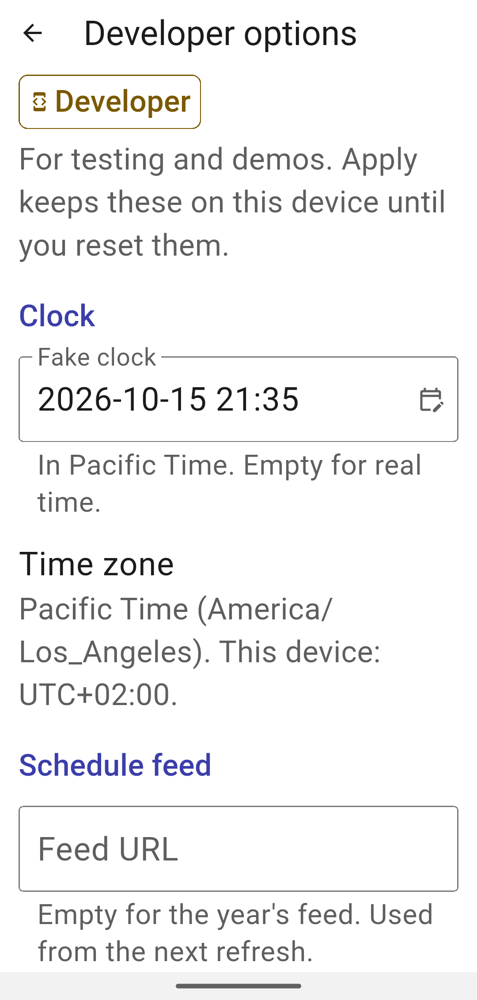 Developer options
Developer
For testing and demos. Apply
keeps these on this device until
you reset them.
Clock
Fake clock
2026-10-15 21:35
In Pacific Time. Empty for real
time.
Time zone
Pacific Time (America/
Los_Angeles). This device:
UTC+02:00.
Schedule feed
Feed URL
Empty for the year's feed. Used
from the next refresh.